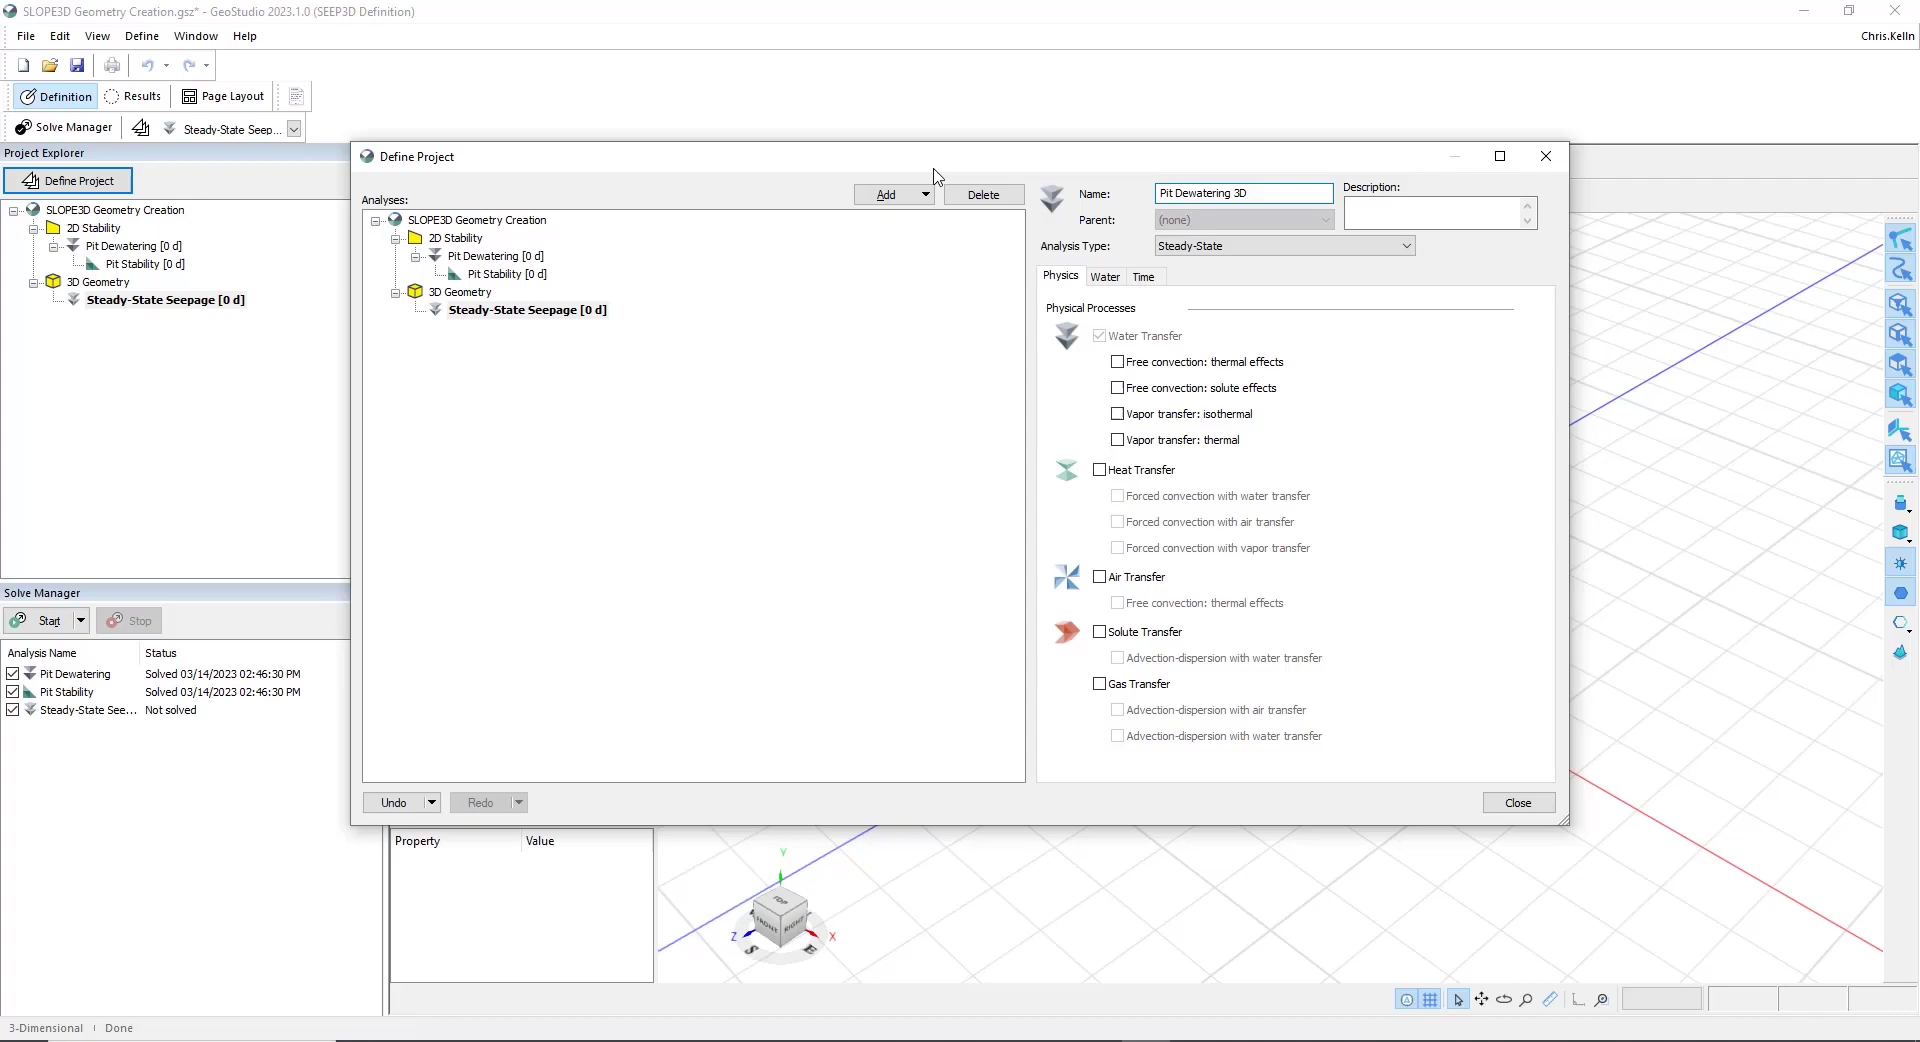 SLOPE3D Geometry Creation.gsz* - GeoStudio 2023.1.0 (SEEP3D Definition)
File Edit View Define Window Help
Chris.Kelln
Definition Results Page Layout
Solve Manager Steady-State Seep...
Project Explorer
Define Project
SLOPE3D Geometry Creation
2D Stability
Pit Dewatering [0 d]
Pit Stability [0 d]
3D Geometry
Steady-State Seepage [0 d]
Solve Manager
Start Stop
Analysis Name Status
Pit Dewatering Solved 03/14/2023 02:46:30 PM
Pit Stability Solved 03/14/2023 02:46:30 PM
Steady-State See... Not solved
Define Project
Analyses:
Add Delete
SLOPE3D Geometry Creation
2D Stability
Pit Dewatering [0 d]
Pit Stability [0 d]
3D Geometry
Steady-State Seepage [0 d]
Name: Pit Dewatering 3D
Description:
Parent: (none)
Analysis Type: Steady-State
Physics Water Time
Physical Processes
Water Transfer
Free convection: thermal effects
Free convection: solute effects
Vapor transfer: isothermal
Vapor transfer: thermal
Heat Transfer
Forced convection with water transfer
Forced convection with air transfer
Forced convection with vapor transfer
Air Transfer
Free convection: thermal effects
Solute Transfer
Advection-dispersion with water transfer
Gas Transfer
Advection-dispersion with air transfer
Advection-dispersion with water transfer
Undo Redo
Close
Property Value
Y
TOP
FRONT RIGHT
Z X
S E
3-Dimensional Done